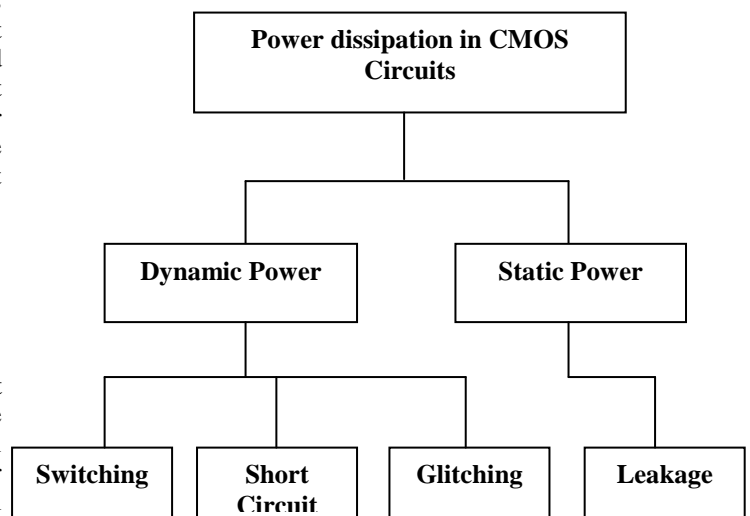 Power dissipation in CMOS
Circuits
Dynamic Power
Static Power
Switching
Short
Circuit
Glitching
Leakage